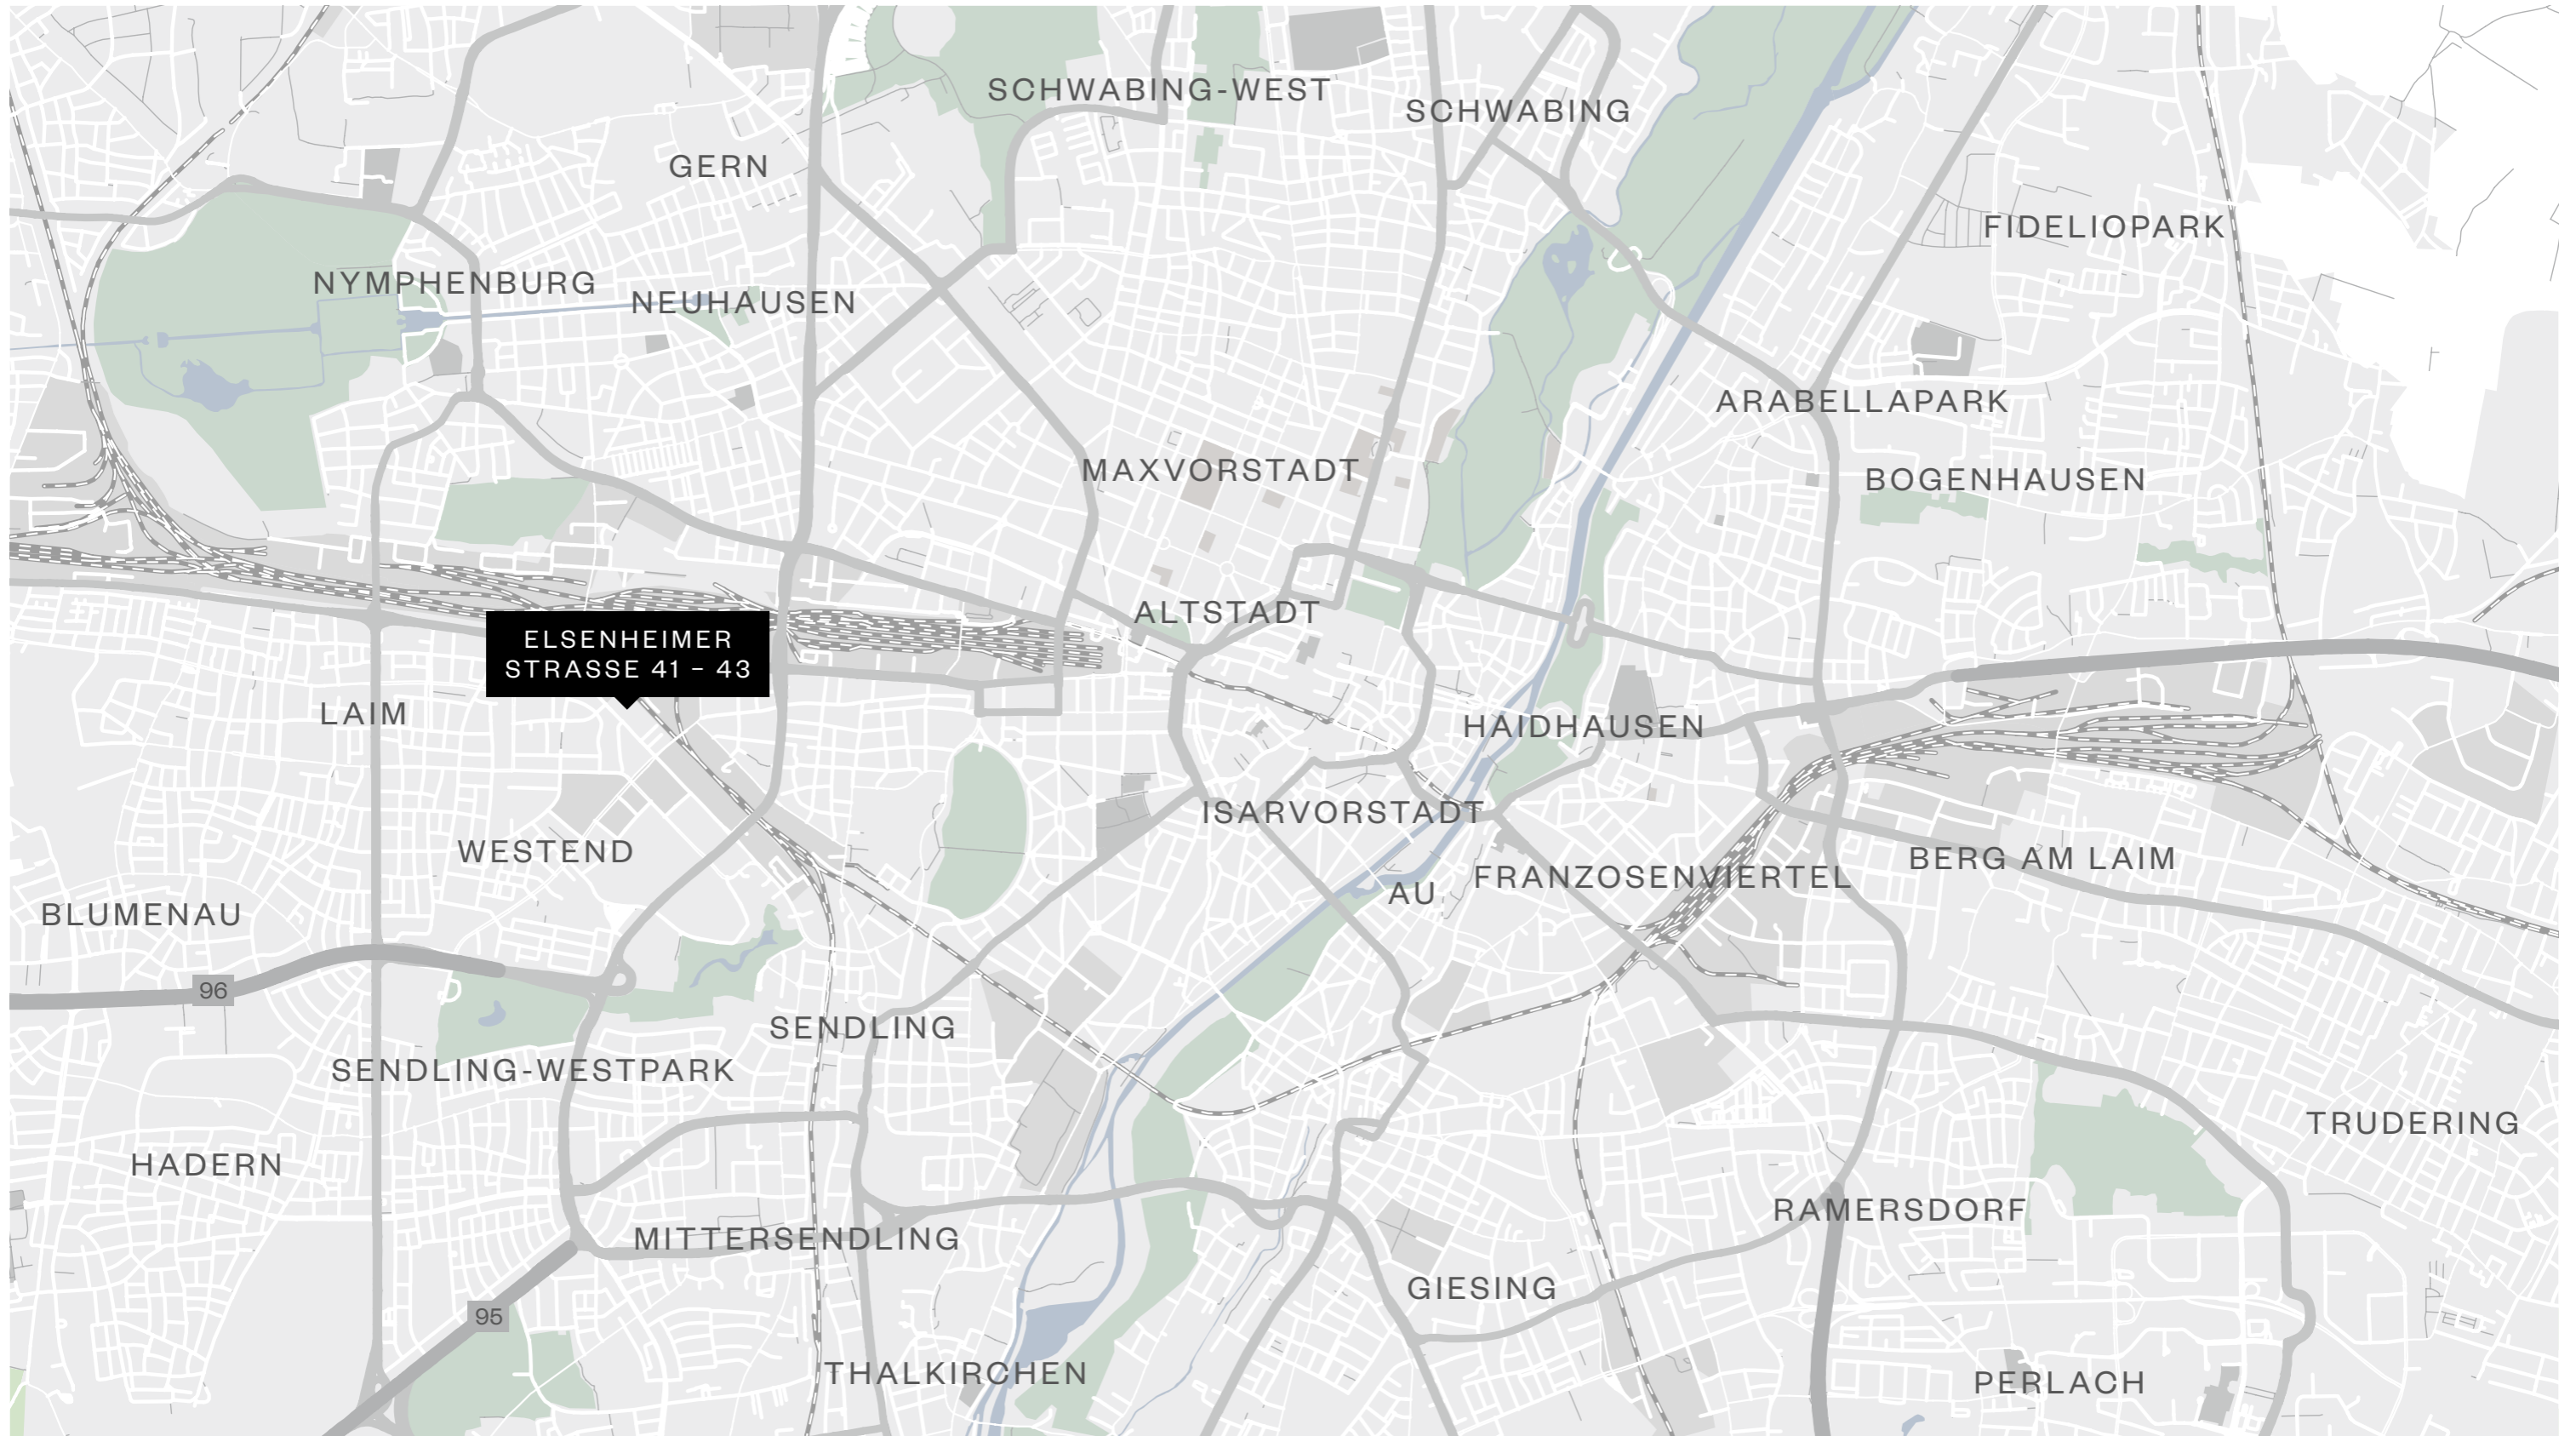 SCHWABING-WEST
SCHWABING
GERN
FIDELIOPARK
NYMPHENBURG
NEUHAUSEN
ARABELLAPARK
MAXVORSTADT
BOGENHAUSEN
ALTSTADT
ELSENHEIMER
STRASSE 41 – 43
LAIM
HAIDHAUSEN
ISARVORSTADT
WESTEND
BERG AM LAIM
FRANZOSENVIERTEL
AU
BLUMENAU
96
SENDLING
SENDLING-WESTPARK
TRUDERING
HADERN
RAMERSDORF
MITTERSENDLING
GIESING
95
THALKIRCHEN
PERLACH